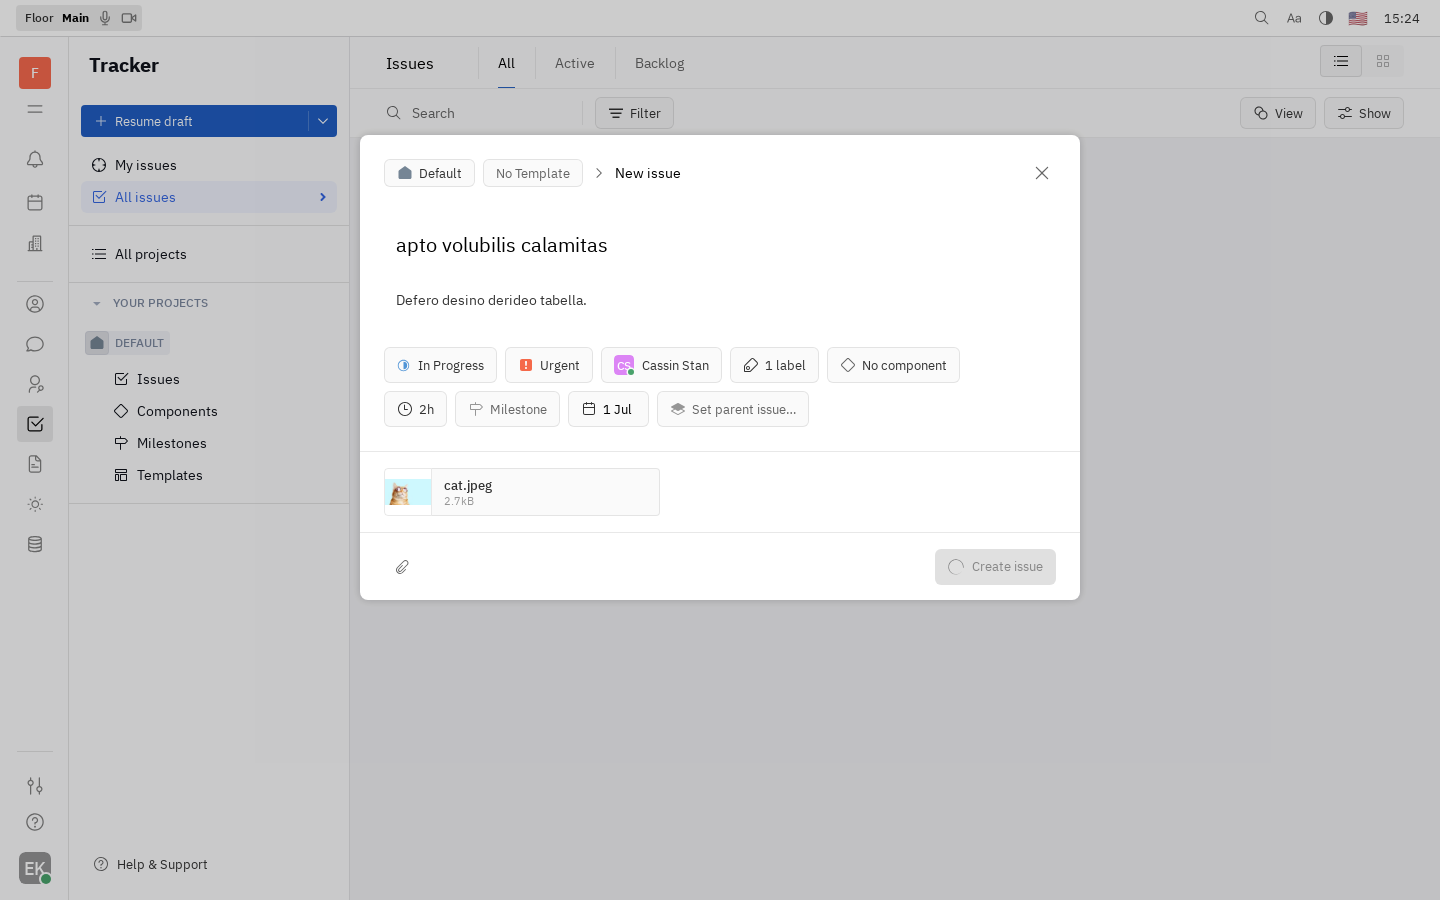 Floor Main
Aa
15:24
F
Tracker
Resume draft
My issues
All issues
All projects
YOUR PROJECTS
DEFAULT
Issues
Components
Milestones
Templates
Help & Support
EK
Issues
All
Active
Backlog
Search
Filter
View
Show
Default
No Template
New issue
apto volubilis calamitas
Defero desino derideo tabella.
In Progress
Urgent
CS
Cassin Stan
1 label
No component
2h
Milestone
1 Jul
Set parent issue...
cat.jpeg
2.7kB
Create issue